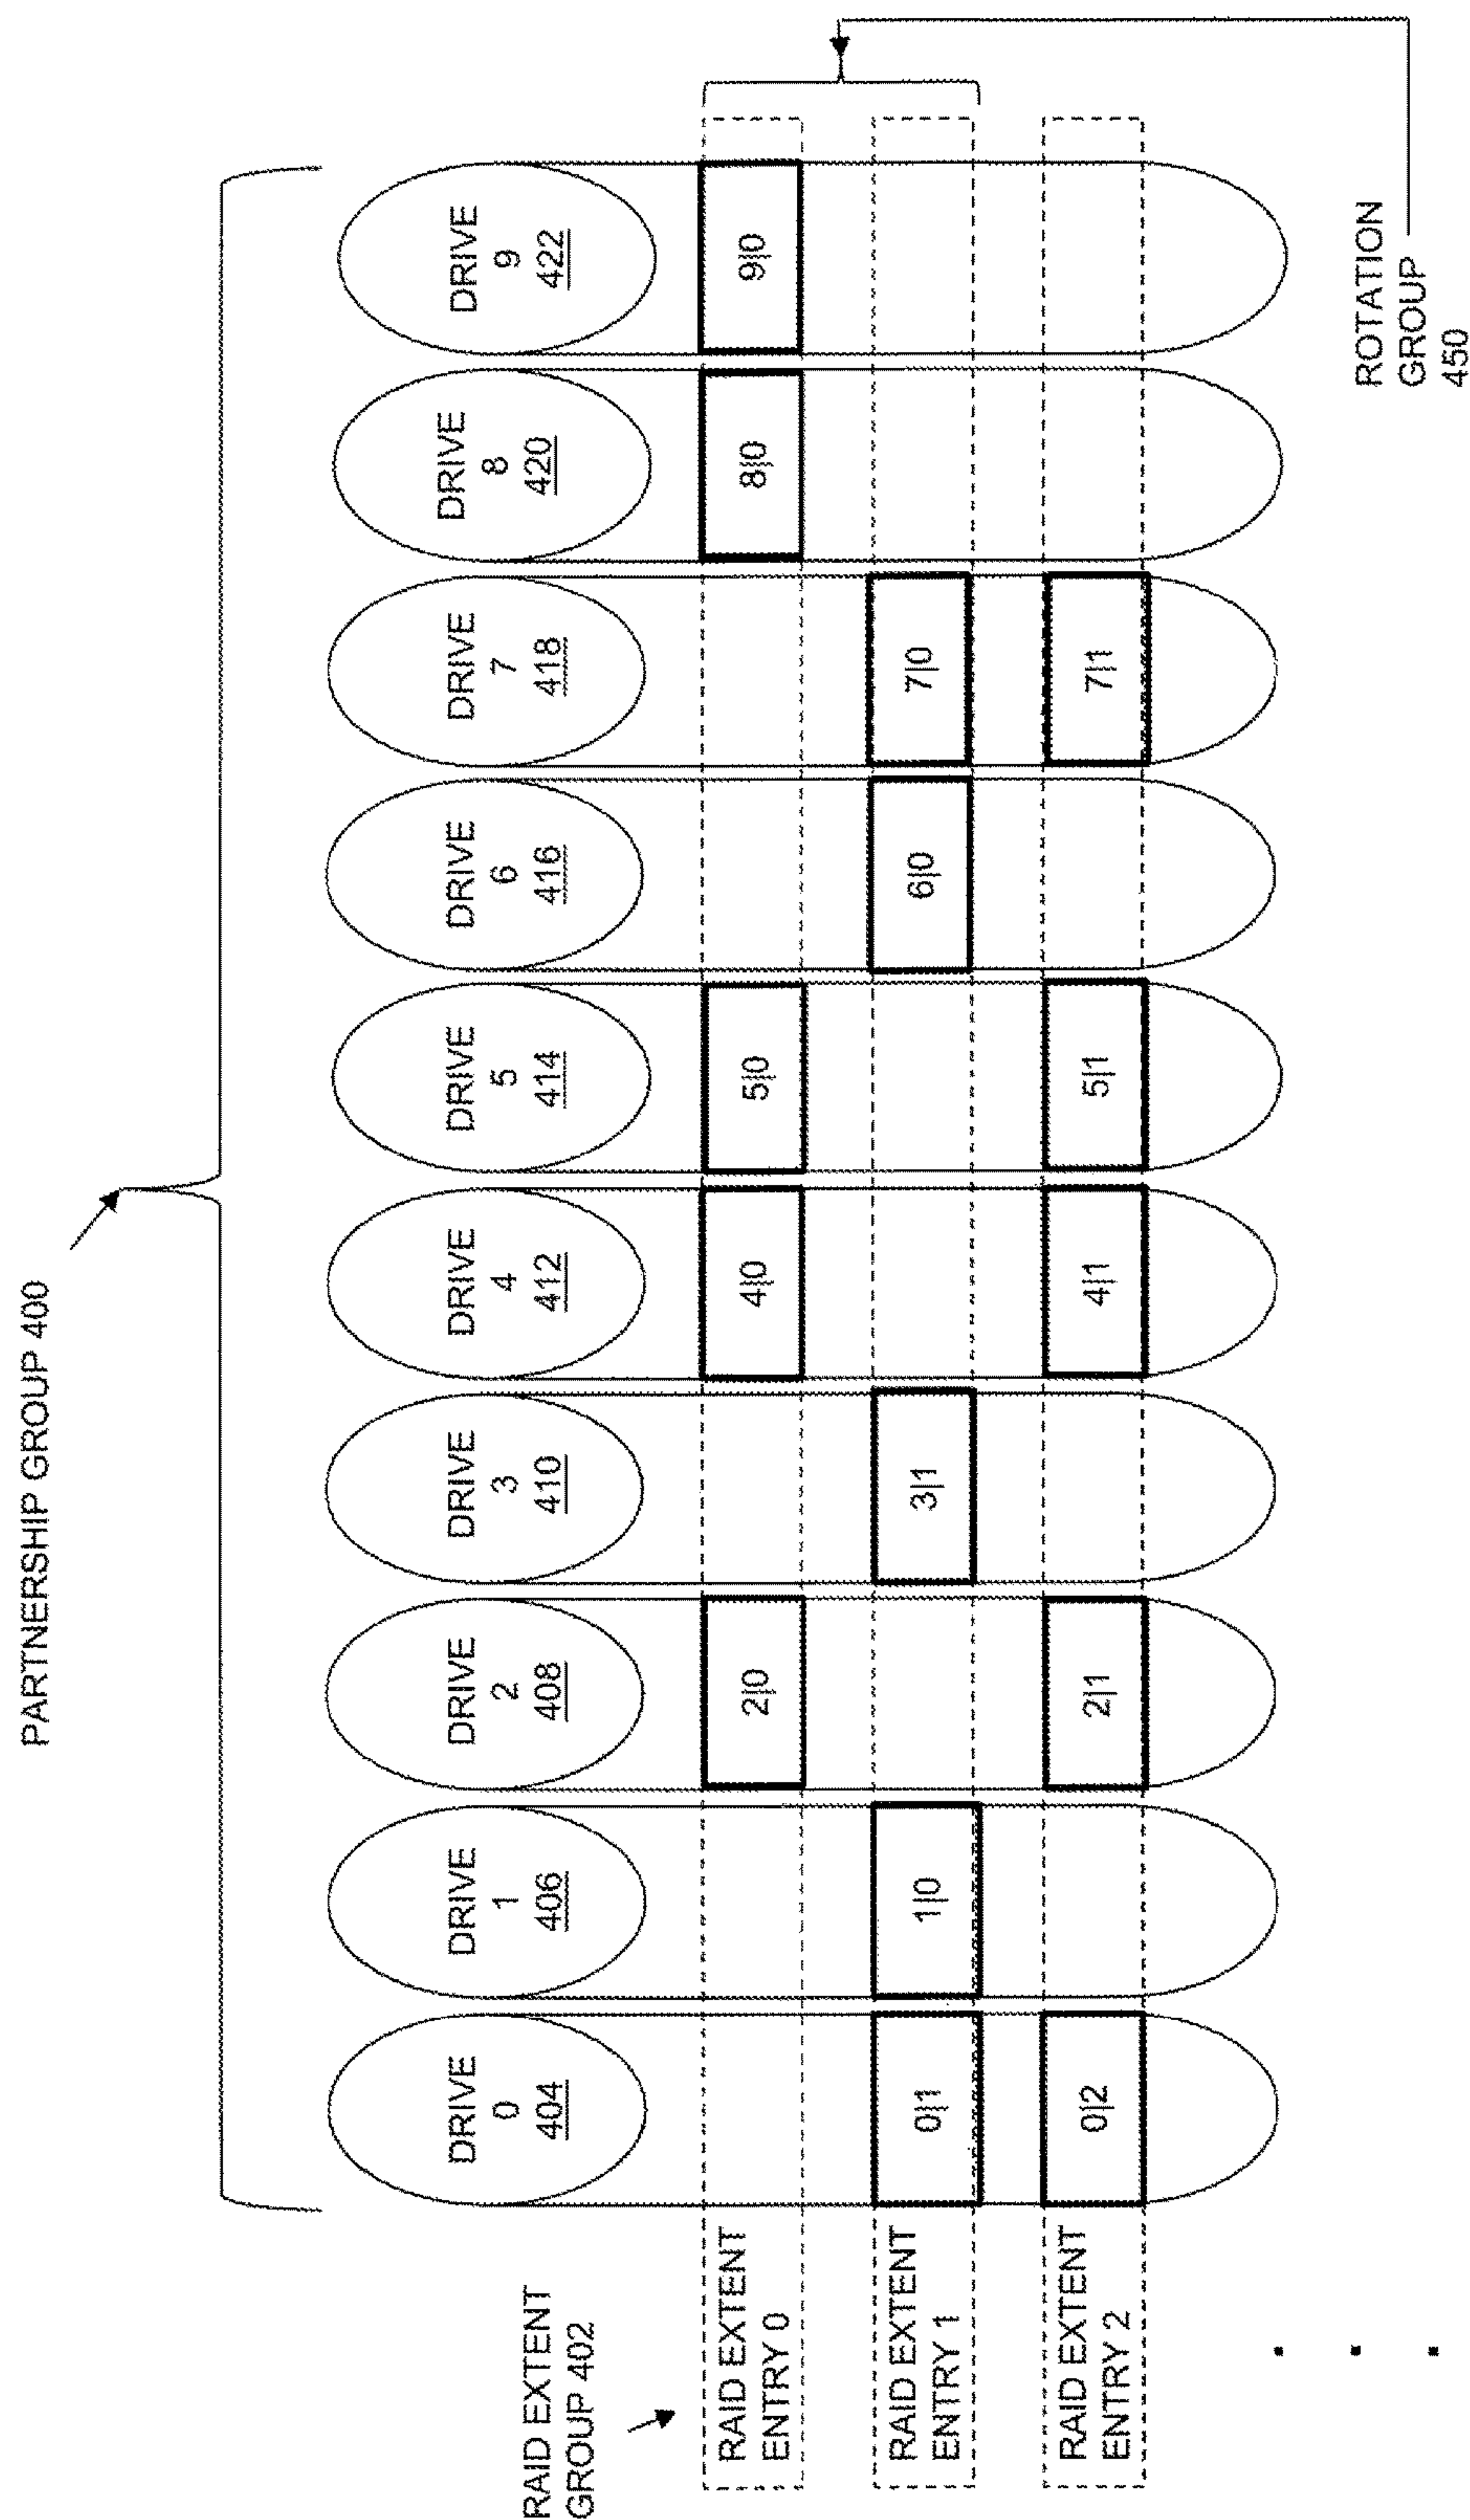 PARTNERSHIP GROUP 400
DRIVE
0
404
DRIVE
1
406
DRIVE
2
408
DRIVE
3
410
DRIVE
4
412
DRIVE
5
414
DRIVE
6
416
DRIVE
7
418
DRIVE
8
420
DRIVE
9
422
RAID EXTENT
GROUP 402
RAID EXTENT
ENTRY 0
2|0
4|0
5|0
8|0
9|0
RAID EXTENT
ENTRY 1
0|1
1|0
3|1
6|0
7|0
RAID EXTENT
ENTRY 2
0|2
2|1
4|1
5|1
7|1
ROTATION
GROUP
450